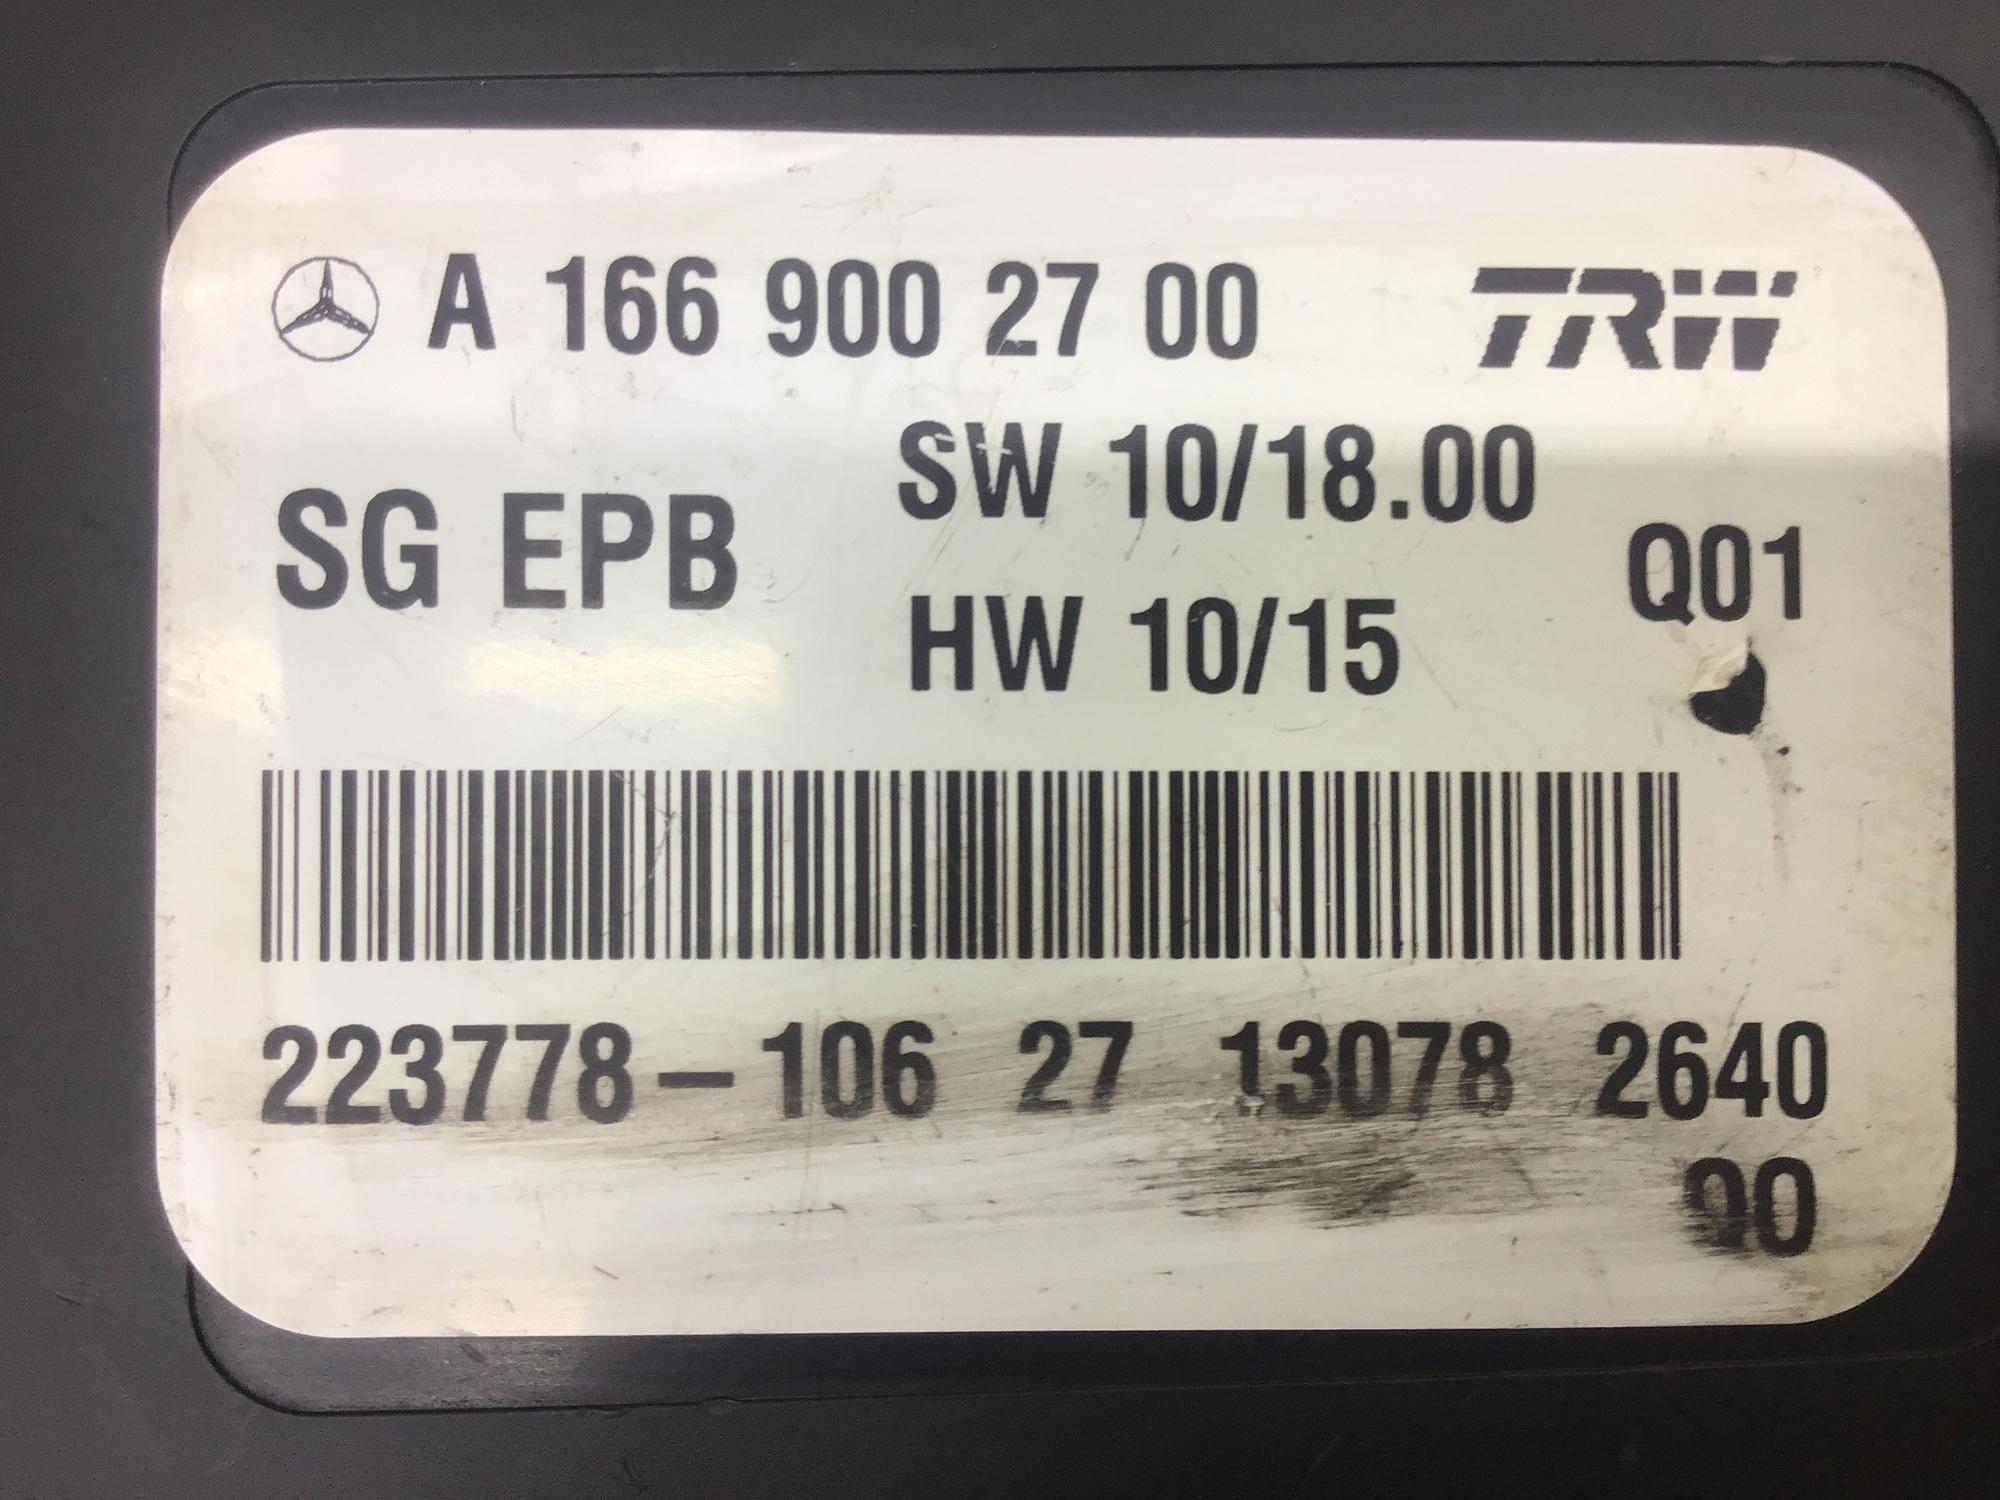 A 166 900 27 00 TRW
SG EPB
SW 10/18.00
HW 10/15
Q01
223778-106 27 13078 2640
00